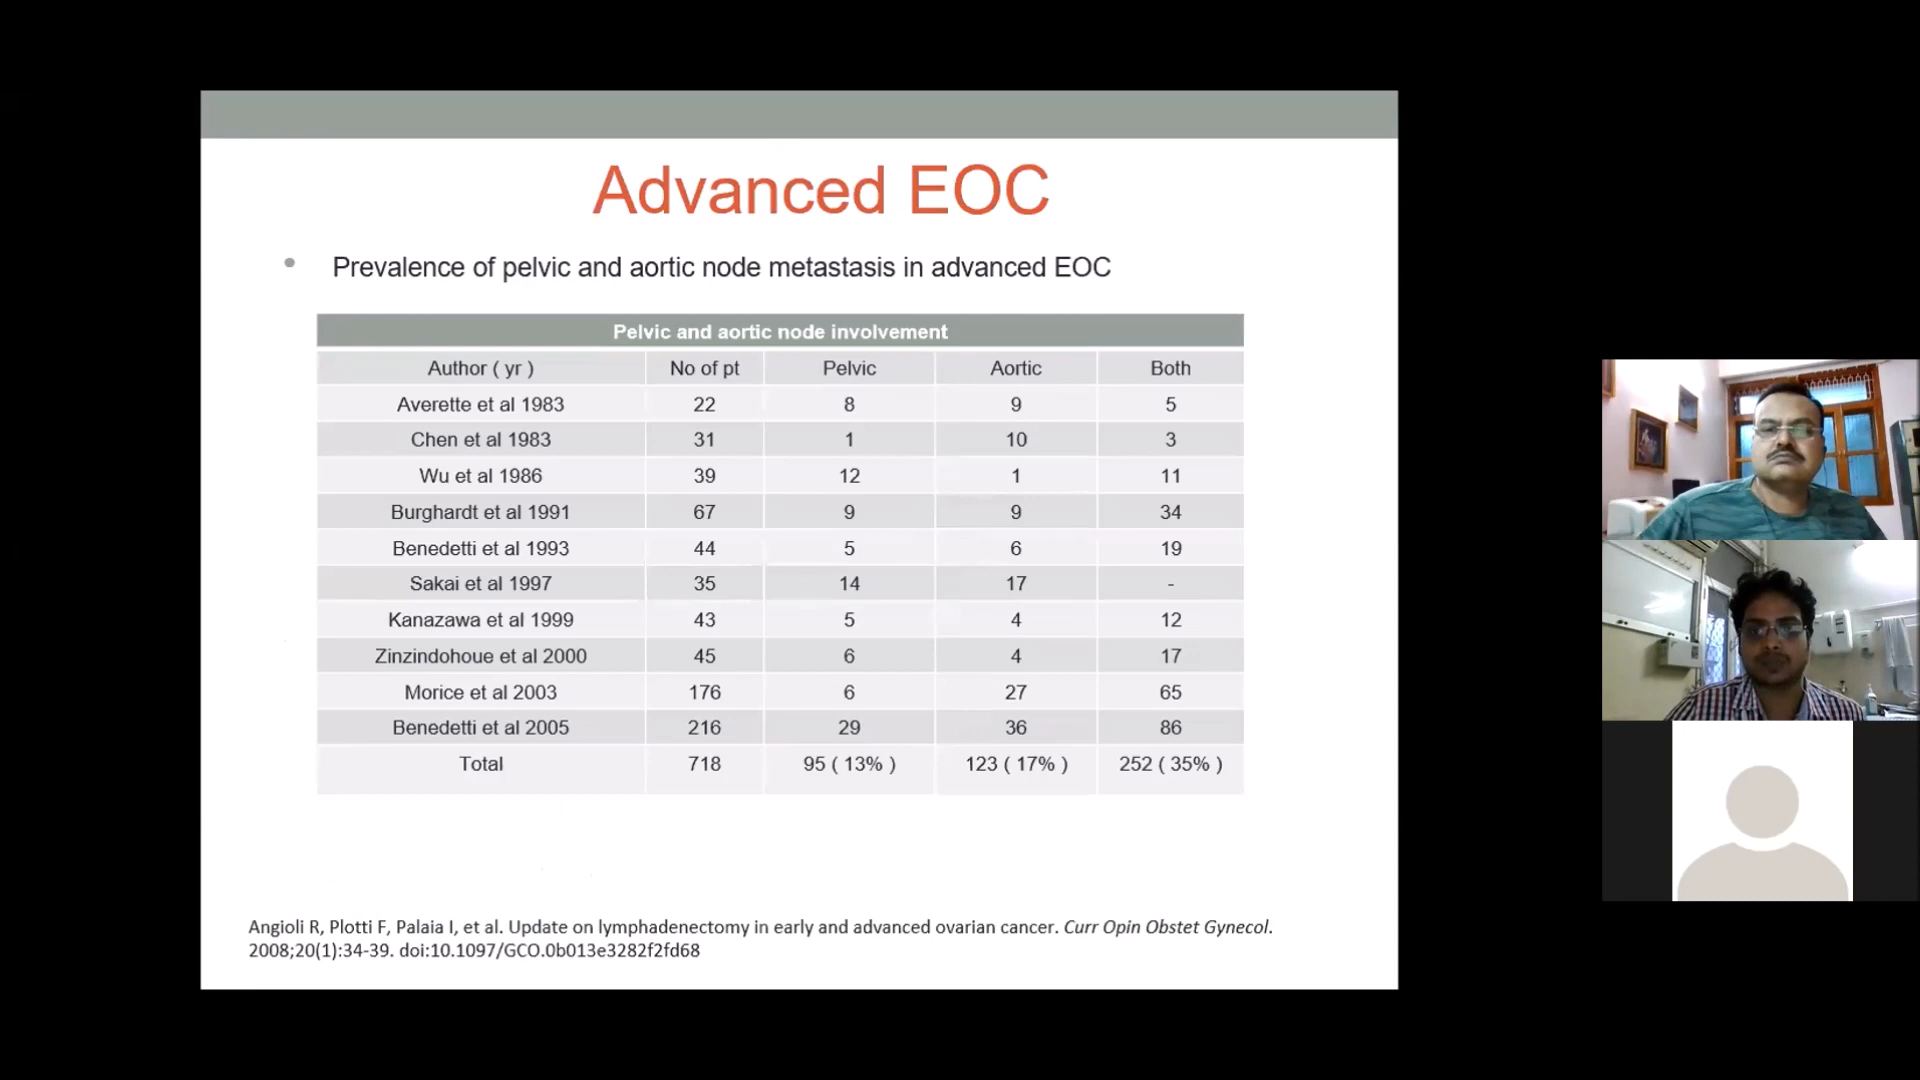 Advanced EOC
• Prevalence of pelvic and aortic node metastasis in advanced EOC
Pelvic and aortic node involvement
Author ( yr ) No of pt Pelvic Aortic Both
Averette et al 1983 22 8 9 5
Chen et al 1983 31 1 10 3
Wu et al 1986 39 12 1 11
Burghardt et al 1991 67 9 9 34
Benedetti et al 1993 44 5 6 19
Sakai et al 1997 35 14 17 -
Kanazawa et al 1999 43 5 4 12
Zinzindohoue et al 2000 45 6 4 17
Morice et al 2003 176 6 27 65
Benedetti et al 2005 216 29 36 86
Total 718 95 ( 13% ) 123 ( 17% ) 252 ( 35% )
Angioli R, Plotti F, Palaia I, et al. Update on lymphadenectomy in early and advanced ovarian cancer. Curr Opin Obstet Gynecol.
2008;20(1):34-39. doi:10.1097/GCO.0b013e3282f2fd68